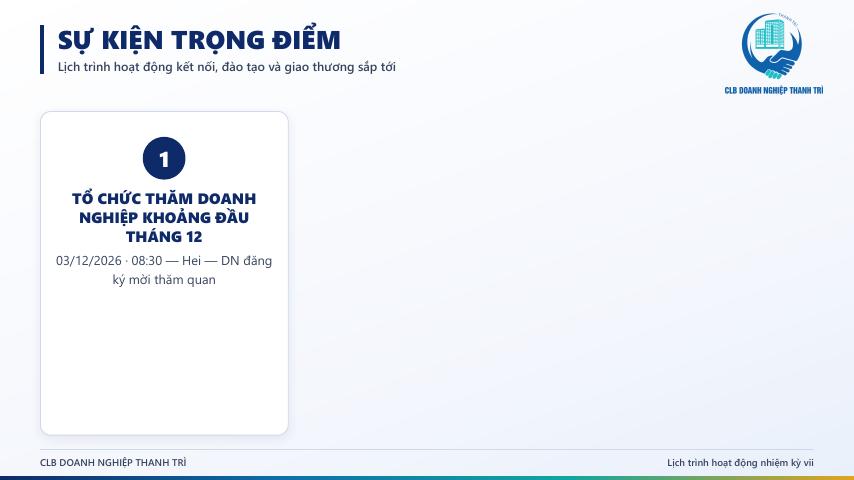 SỰ KIỆN TRỌNG ĐIỂM
Lịch trình hoạt động kết nối, đào tạo và giao thương sắp tới
THANH TRÌ
CLB DOANH NGHIỆP THANH TRÌ
1
TỔ CHỨC THĂM DOANH
NGHIỆP KHOẢNG ĐẦU
THÁNG 12
03/12/2026 · 08:30 — Hei — DN đăng
ký mời thăm quan
CLB DOANH NGHIỆP THANH TRÌ
Lịch trình hoạt động nhiệm kỳ vii